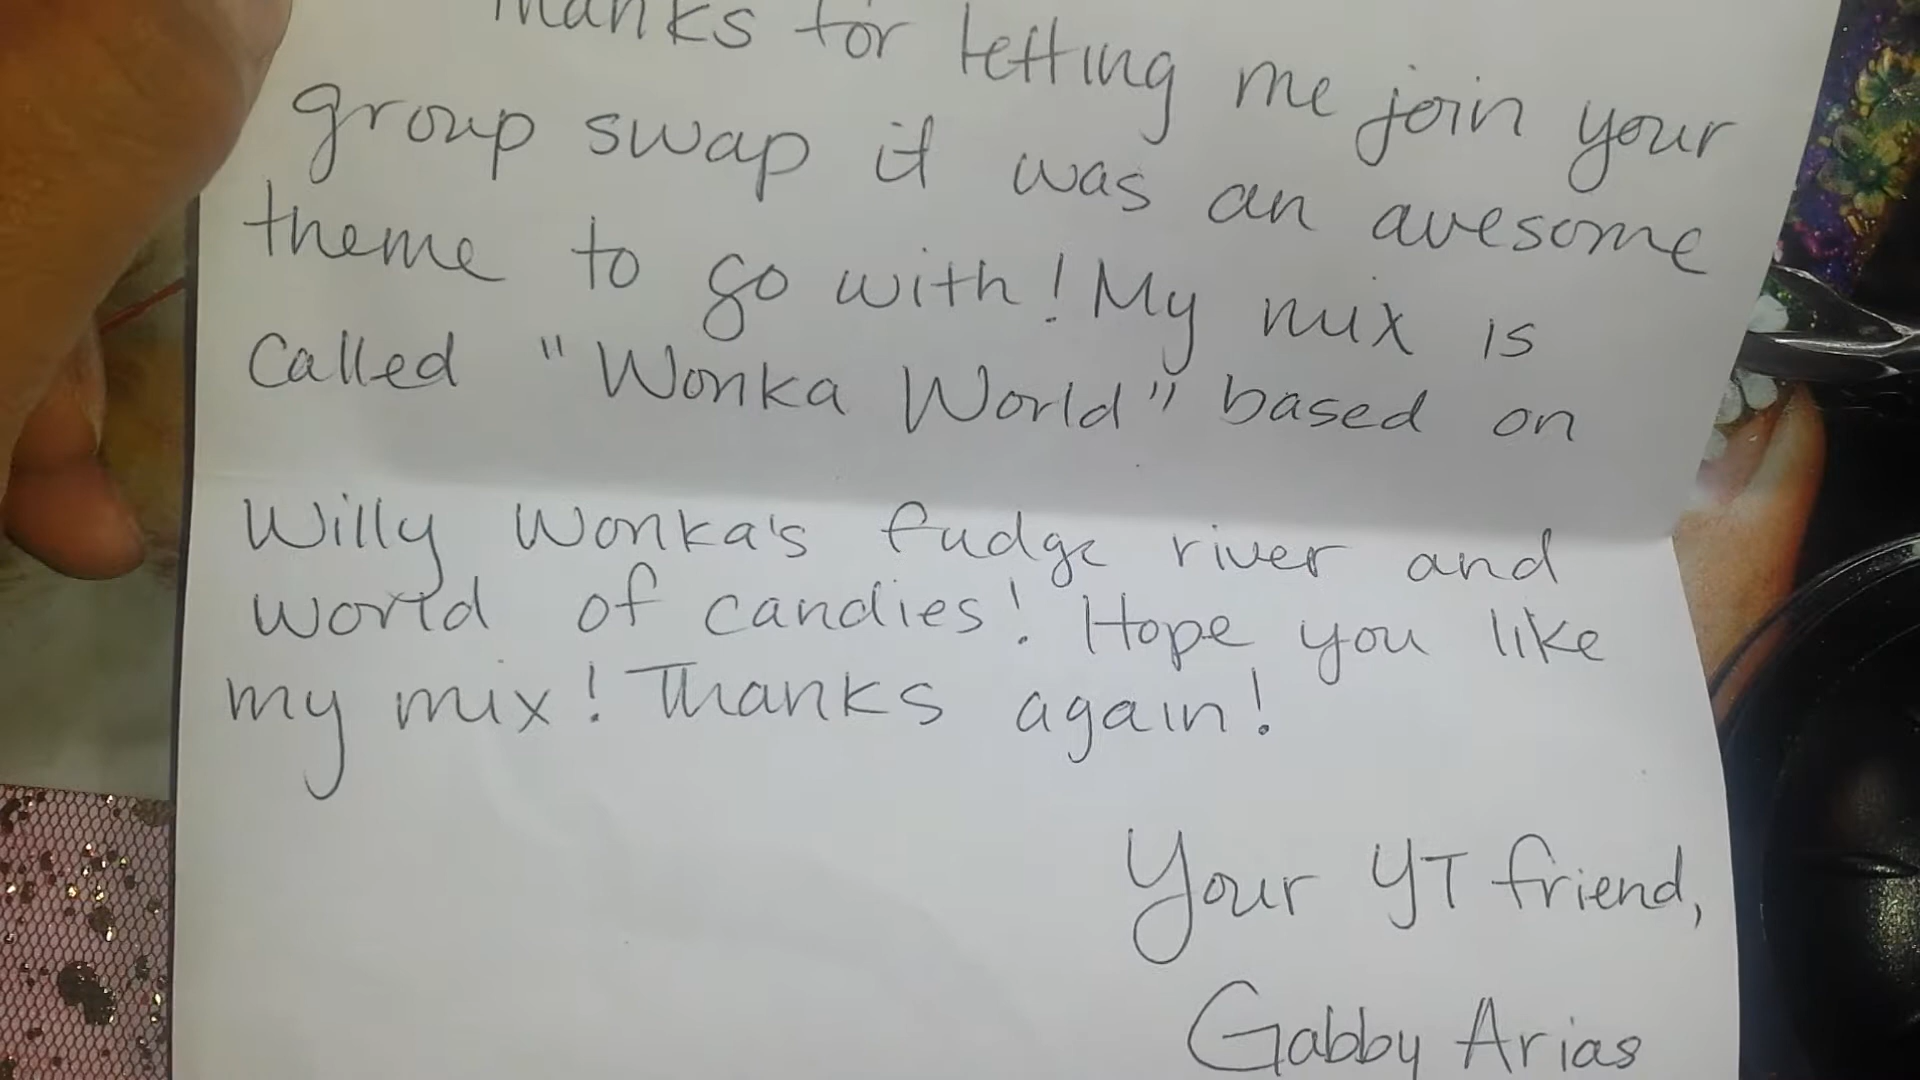 Thanks for letting me join your
group swap it was an avesome
theme to go with! My mix is
called "Wonka World" based on
Willy Wonka's fudge river and
world of candies! Hope you like
my mix! Thanks again!
Your YT friend,
Gabby Arias